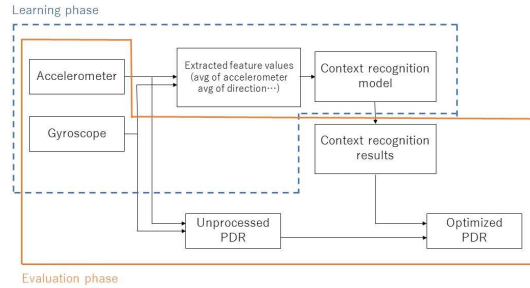 Learning phase
Accelerometer
Extracted feature values
(avg of accelerometer
avg of direction…)
Context recognition
model
Gyroscope
Context recognition
results
Unprocessed
PDR
Optimized
PDR
Evaluation phase